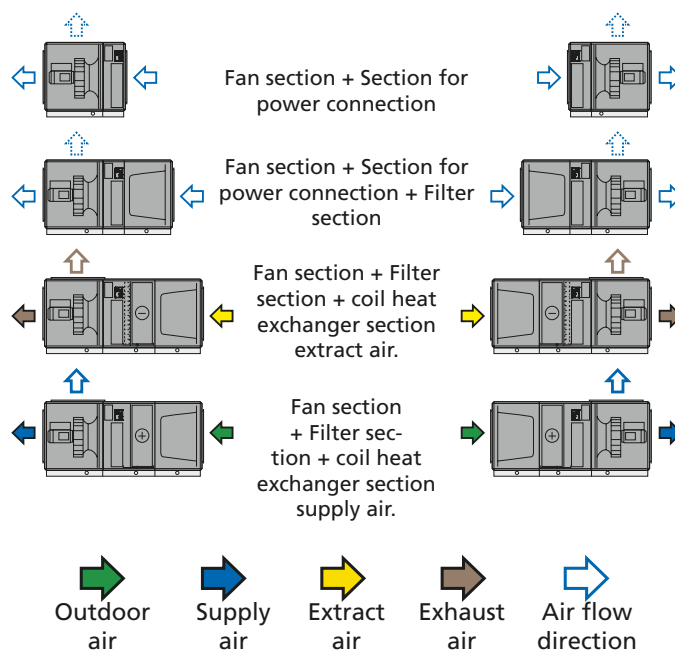 Fan section + Section for
power connection
Fan section + Section for
power connection + Filter
section
Fan section + Filter
section + coil heat
exchanger section
extract air.
Fan section
+ Filter sec-
tion + coil heat
exchanger section
supply air.
Outdoor
air
Supply
air
Extract
air
Exhaust
air
Air flow
direction